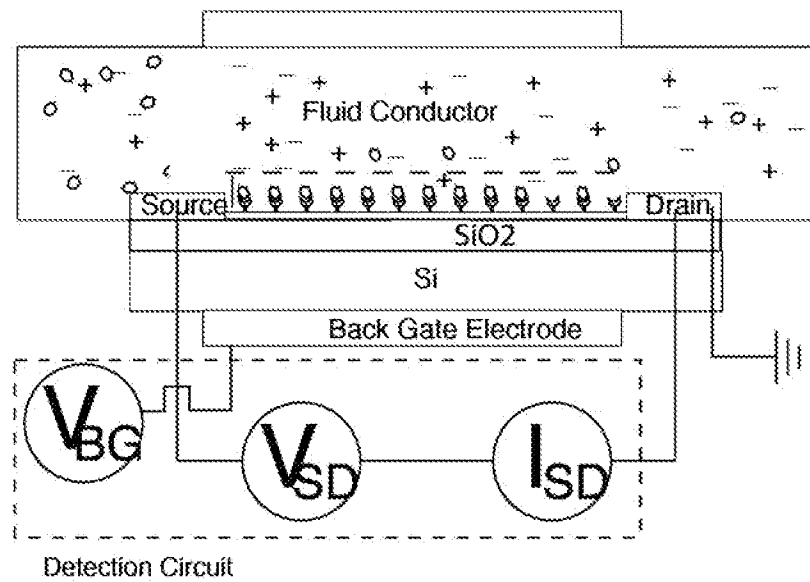 Fluid Conductor
Source
Drain
SiO2
Si
Back Gate Electrode
VBG
VSD
ISD
Detection Circuit